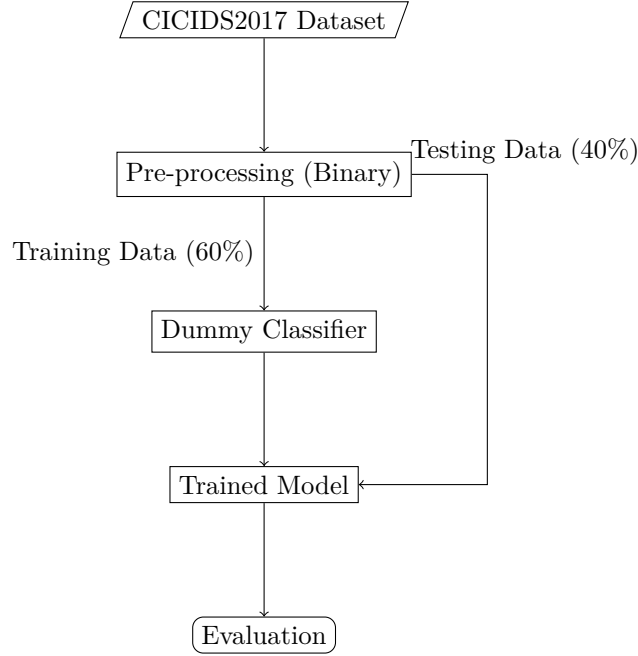 CICIDS2017 Dataset
Testing Data (40%)
Pre-processing (Binary)
Training Data (60%)
Dummy Classifier
Trained Model
Evaluation